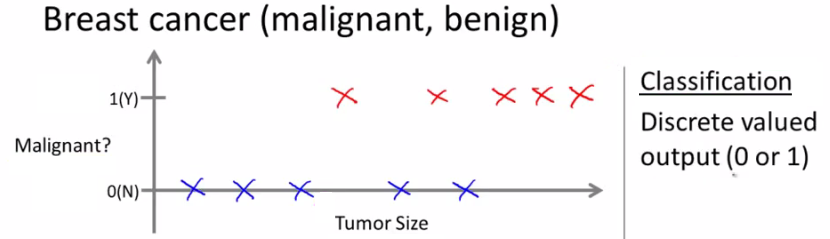 Breast cancer (malignant, benign)
1(Y)
Malignant?
0(N)
Tumor Size
Classification
Discrete valued
output (0 or 1)